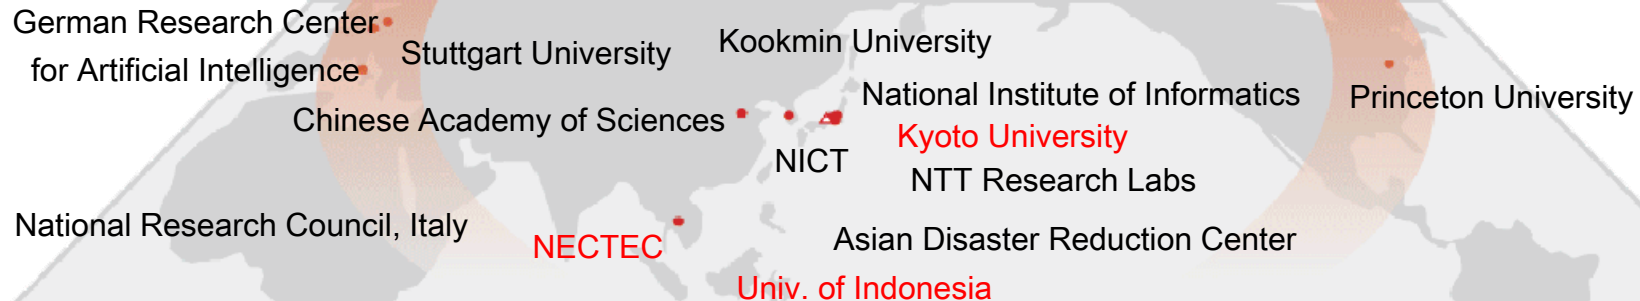 German Research Center
for Artificial Intelligence
Stuttgart University
Kookmin University
National Institute of Informatics
Princeton University
Chinese Academy of Sciences
Kyoto University
NICT
NTT Research Labs
National Research Council, Italy
NECTEC
Asian Disaster Reduction Center
Univ. of Indonesia